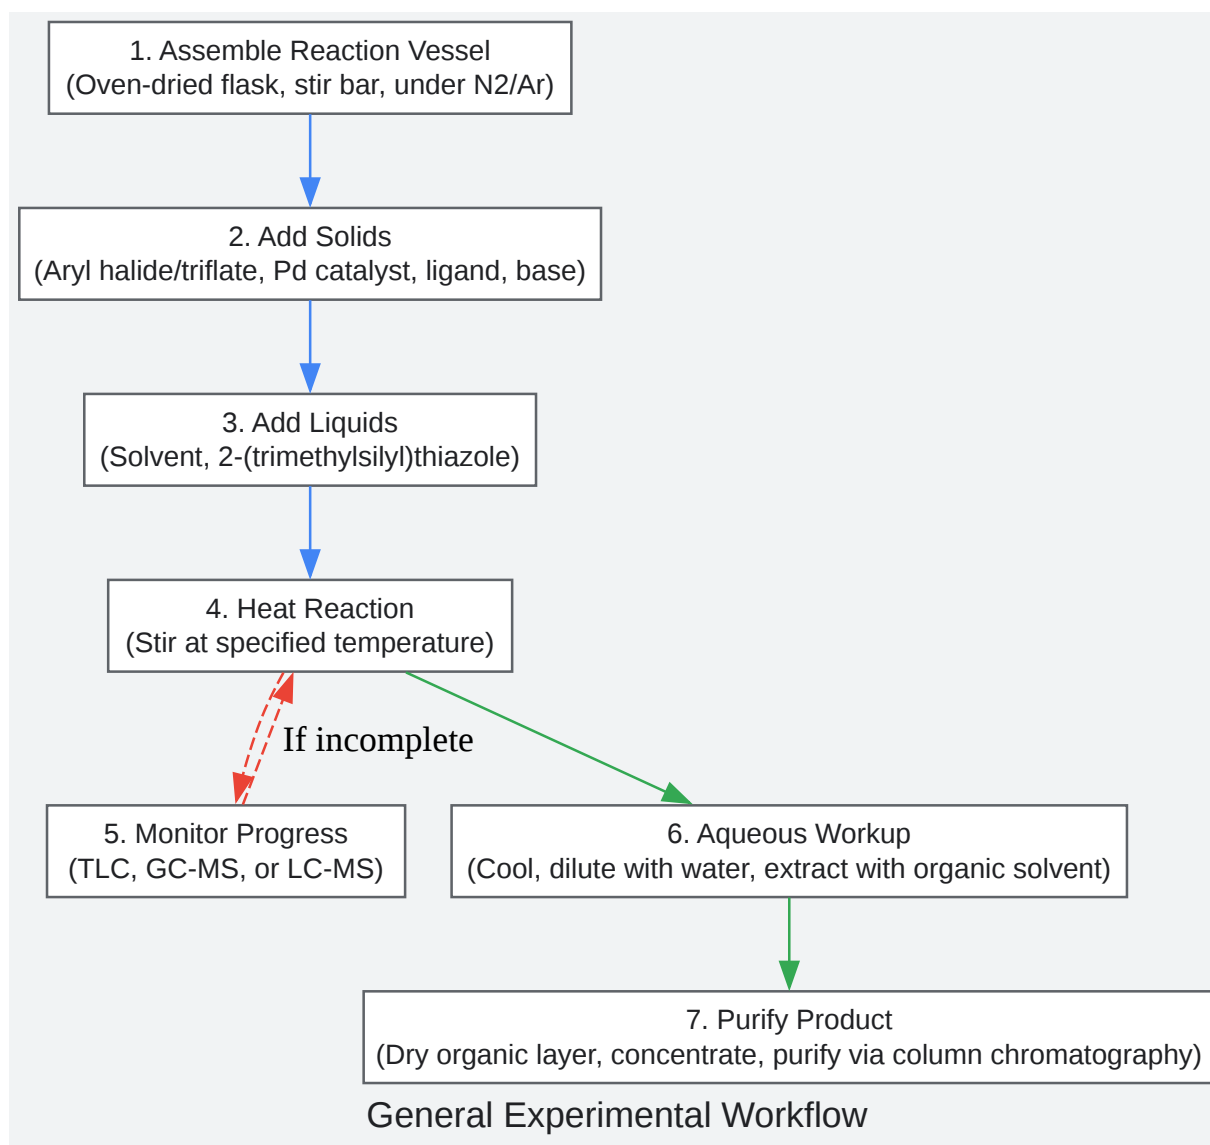 1. Assemble Reaction Vessel
(Oven-dried flask, stir bar, under N2/Ar)
2. Add Solids
(Aryl halide/triflate, Pd catalyst, ligand, base)
3. Add Liquids
(Solvent, 2-(trimethylsilyl)thiazole)
4. Heat Reaction
(Stir at specified temperature)
If incomplete
5. Monitor Progress
(TLC, GC-MS, or LC-MS)
6. Aqueous Workup
(Cool, dilute with water, extract with organic solvent)
7. Purify Product
(Dry organic layer, concentrate, purify via column chromatography)
General Experimental Workflow